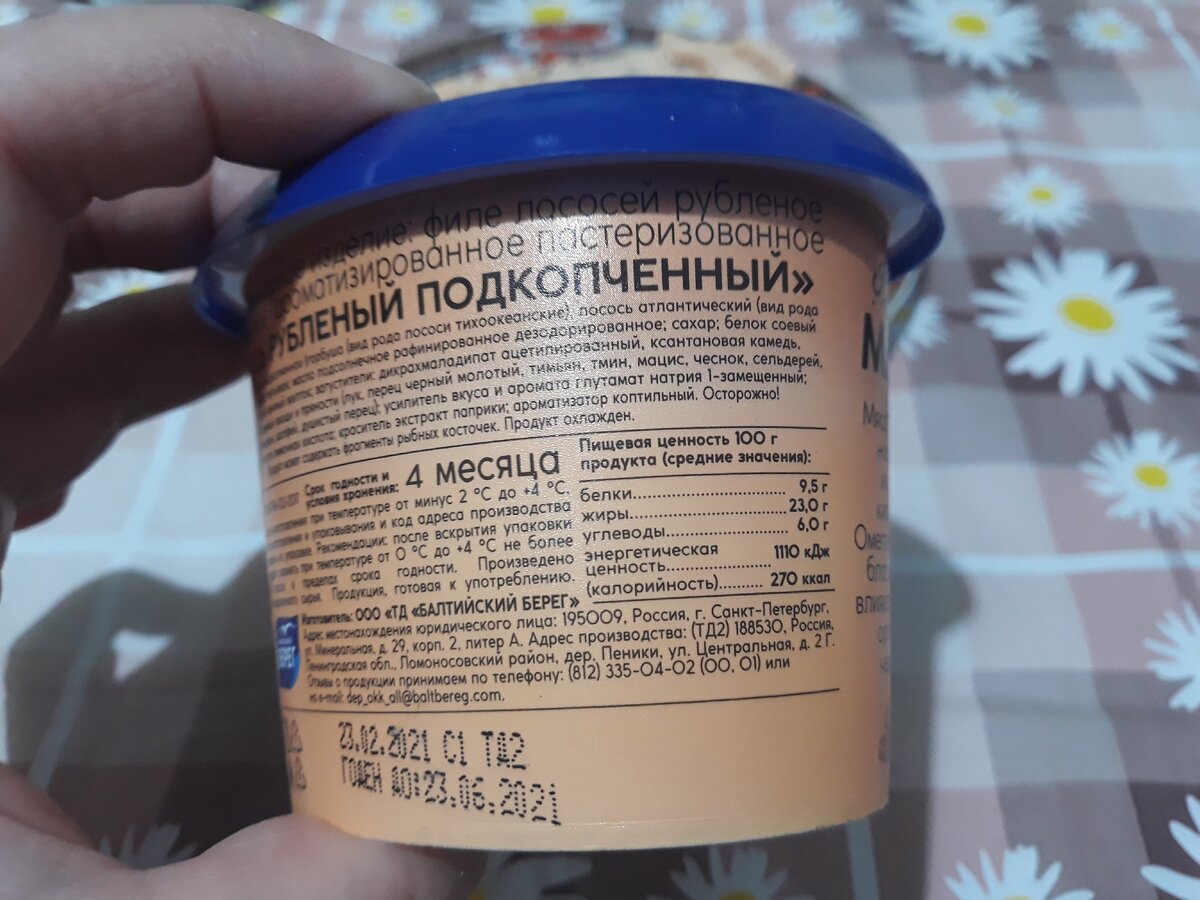 изделие: филе лососей рубленое
ароматизированное пастеризованное
РУБЛЕНЫЙ ПОДКОПЧЕННЫЙ»
(горбуша (вид рода лососи тихоокеанские), лосось атлантический (вид рода
масло подсолнечное рафинированное дезодорированное; сахар; белок соевый
загустители: дикрахмаладипат ацетилированный, ксантановая камедь,
и пряности (лук, перец черный молотый, тимьян, тмин, мацис, чеснок, сельдерей,
душистый перец); усилитель вкуса и аромата глутамат натрия 1-замещенный;
кислота; краситель экстракт паприки; ароматизатор коптильный. Осторожно!
может содержать фрагменты рыбных косточек. Продукт охлажден.
Срок годности и
условия хранения: 4 месяца
при температуре от минус 2 °С до +4 °С.
и упаковывания и код адреса производства
Рекомендации: после вскрытия упаковки
при температуре от 0 °С до +4 °С не более
пределах срока годности. Произведено
сырья. Продукция, готовая к употреблению.
Пищевая ценность 100 г
продукта (средние значения):
белки 9,5 г
жиры 23,0 г
углеводы 6,0 г
энергетическая
ценность 1110 кДж
(калорийность) 270 ккал
Изготовитель: ООО «ТД «БАЛТИЙСКИЙ БЕРЕГ»
Адрес местонахождения юридического лица: 195009, Россия, г. Санкт-Петербург,
ул. Минеральная, д. 29, корп. 2, литер А. Адрес производства: (ТД2) 188530, Россия,
Ленинградская обл., Ломоносовский район, дер. Пеники, ул. Центральная, д. 2 Г.
Отзывы о продукции принимаем по телефону: (812) 335-04-02 (00, 01) или
на e-mail: dep_okk_all@baltbereg.com.
БЕРЕГ
23.02.2021 С1 ТД2
ГОДЕН ДО:23.06.2021